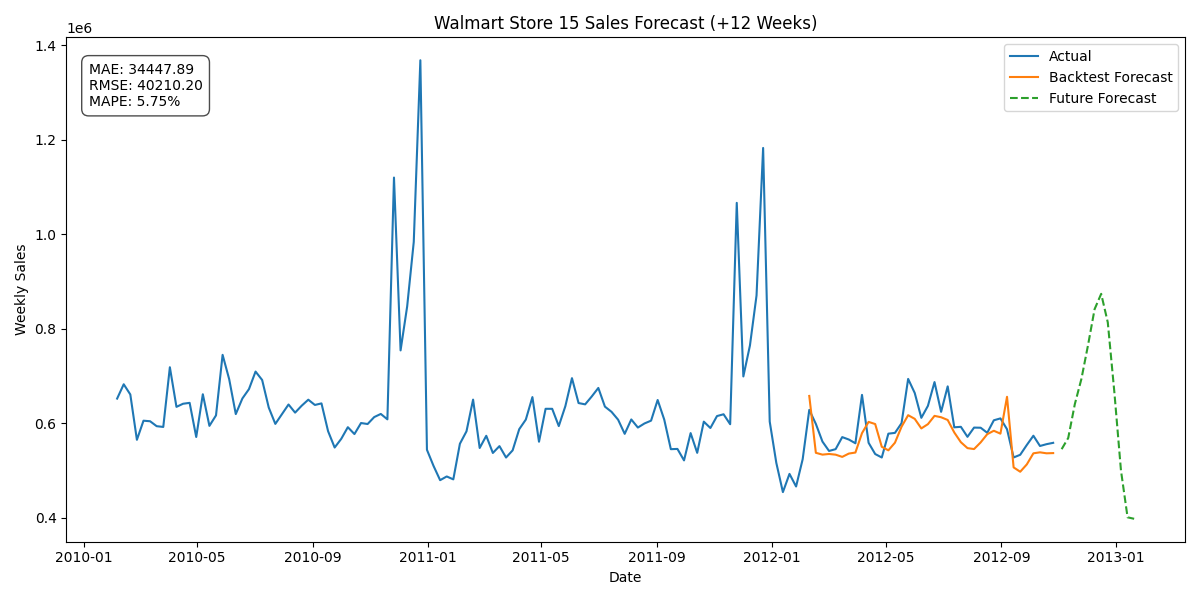 Walmart Store 15 Sales Forecast (+12 Weeks)
1e6
1.4
1.2
1.0
0.8
0.6
0.4
Weekly Sales
MAE: 34447.89
RMSE: 40210.20
MAPE: 5.75%
Actual
Backtest Forecast
Future Forecast
2010-01
2010-05
2010-09
2011-01
2011-05
2011-09
2012-01
2012-05
2012-09
2013-01
Date